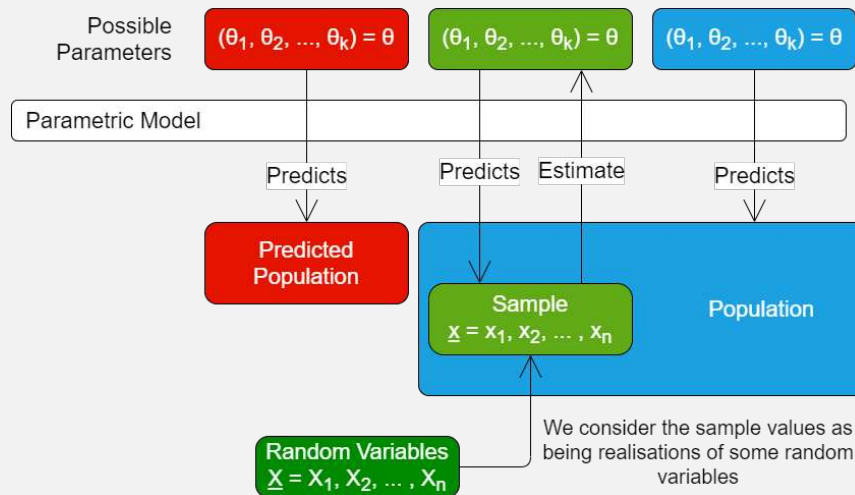 Possible
Parameters
(θ₁, θ₂, ..., θₖ) = θ
(θ₁, θ₂, ..., θₖ) = θ
(θ₁, θ₂, ..., θₖ) = θ
Parametric Model
Predicts
Predicts
Estimate
Predicts
Predicted
Population
Sample
x̲ = x₁, x₂, ... , xₙ
Population
Random Variables
X̲ = X₁, X₂, ... , Xₙ
We consider the sample values as
being realisations of some random
variables